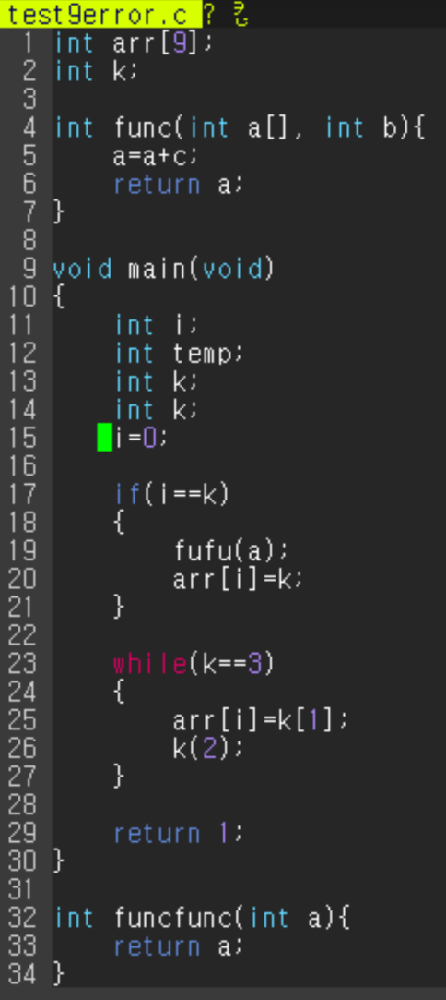 test9error.c ?
1 int arr[9];
2 int k;
3
4 int func(int a[], int b){
5     a=a+c;
6     return a;
7 }
8
9 void main(void)
10 {
11     int i;
12     int temp;
13     int k;
14     int k;
15     i=0;
16
17     if(i==k)
18     {
19         fufu(a);
20         arr[i]=k;
21     }
22
23     while(k==3)
24     {
25         arr[i]=k[1];
26         k(2);
27     }
28
29     return 1;
30 }
31
32 int funcfunc(int a){
33     return a;
34 }